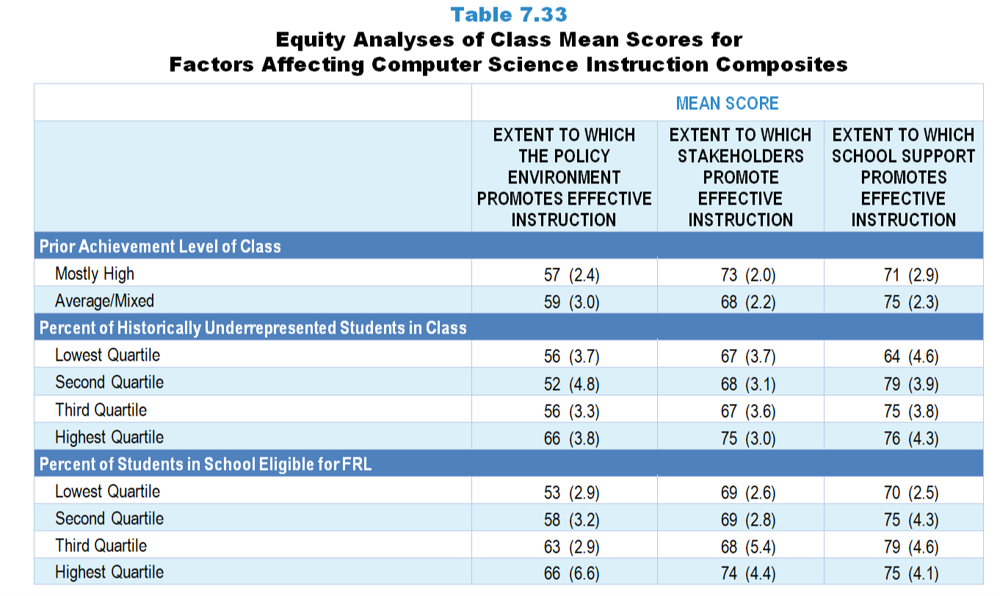 Table 7.33
Equity Analyses of Class Mean Scores for
Factors Affecting Computer Science Instruction Composites
MEAN SCORE
EXTENT TO WHICH THE POLICY ENVIRONMENT PROMOTES EFFECTIVE INSTRUCTION
EXTENT TO WHICH STAKEHOLDERS PROMOTE EFFECTIVE INSTRUCTION
EXTENT TO WHICH SCHOOL SUPPORT PROMOTES EFFECTIVE INSTRUCTION
Prior Achievement Level of Class
Mostly High 57 (2.4) 73 (2.0) 71 (2.9)
Average/Mixed 59 (3.0) 68 (2.2) 75 (2.3)
Percent of Historically Underrepresented Students in Class
Lowest Quartile 56 (3.7) 67 (3.7) 64 (4.6)
Second Quartile 52 (4.8) 68 (3.1) 79 (3.9)
Third Quartile 56 (3.3) 67 (3.6) 75 (3.8)
Highest Quartile 66 (3.8) 75 (3.0) 76 (4.3)
Percent of Students in School Eligible for FRL
Lowest Quartile 53 (2.9) 69 (2.6) 70 (2.5)
Second Quartile 58 (3.2) 69 (2.8) 75 (4.3)
Third Quartile 63 (2.9) 68 (5.4) 79 (4.6)
Highest Quartile 66 (6.6) 74 (4.4) 75 (4.1)